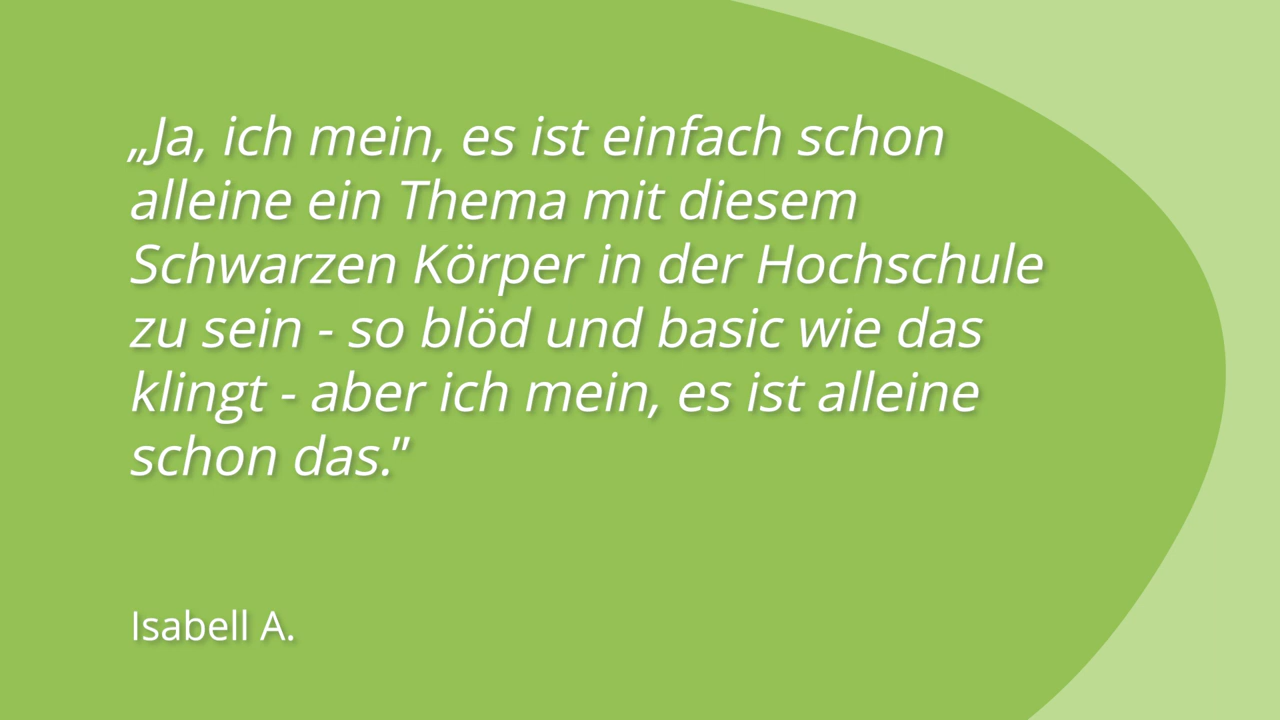 „Ja, ich mein, es ist einfach schon
alleine ein Thema mit diesem
Schwarzen Körper in der Hochschule
zu sein - so blöd und basic wie das
klingt - aber ich mein, es ist alleine
schon das.”
Isabell A.